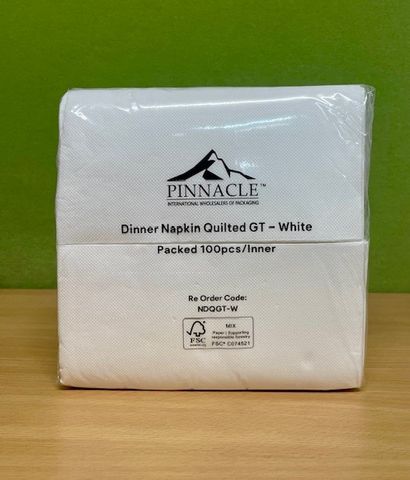 PINNACLE™
INTERNATIONAL WHOLESALERS OF PACKAGING
Dinner Napkin Quilted GT – White
Packed 100pcs/Inner
Re Order Code:
NDQGT-W
FSC
MIX
Paper | Supporting
responsible forestry
FSC® C074521